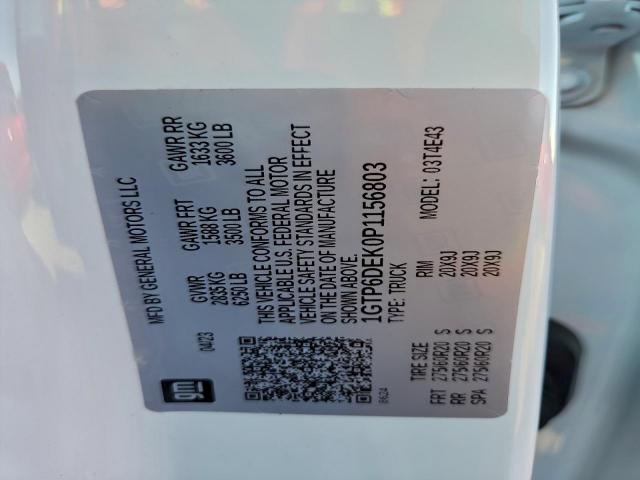 gm
MFD BY GENERAL MOTORS LLC
04/23
GVWR GAWR FRT GAWR RR
2835 KG 1588 KG 1633 KG
6250 LB 3500 LB 3600 LB
THIS VEHICLE CONFORMS TO ALL
APPLICABLE U.S. FEDERAL MOTOR
VEHICLE SAFETY STANDARDS IN EFFECT
ON THE DATE OF MANUFACTURE
SHOWN ABOVE.
1GTP6DEK0P1156803
B624 TYPE: TRUCK MODEL: 03T4E43
TIRE SIZE RIM
FRT 275/60R20 S 20X9J
RR 275/60R20 S 20X9J
SPA 275/60R20 S 20X9J